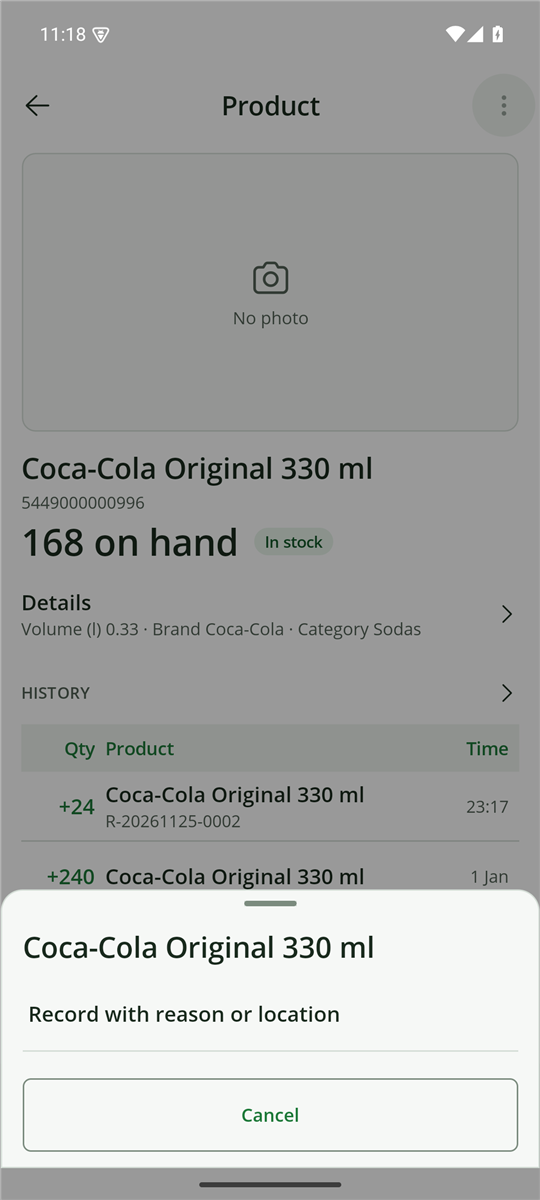 11:18
Product
No photo
Coca-Cola Original 330 ml
5449000000996
168 on hand In stock
Details
Volume (l) 0.33 · Brand Coca-Cola · Category Sodas
HISTORY
Qty Product Time
+24 Coca-Cola Original 330 ml 23:17
R-20261125-0002
+240 Coca-Cola Original 330 ml 1 Jan
Coca-Cola Original 330 ml
Record with reason or location
Cancel